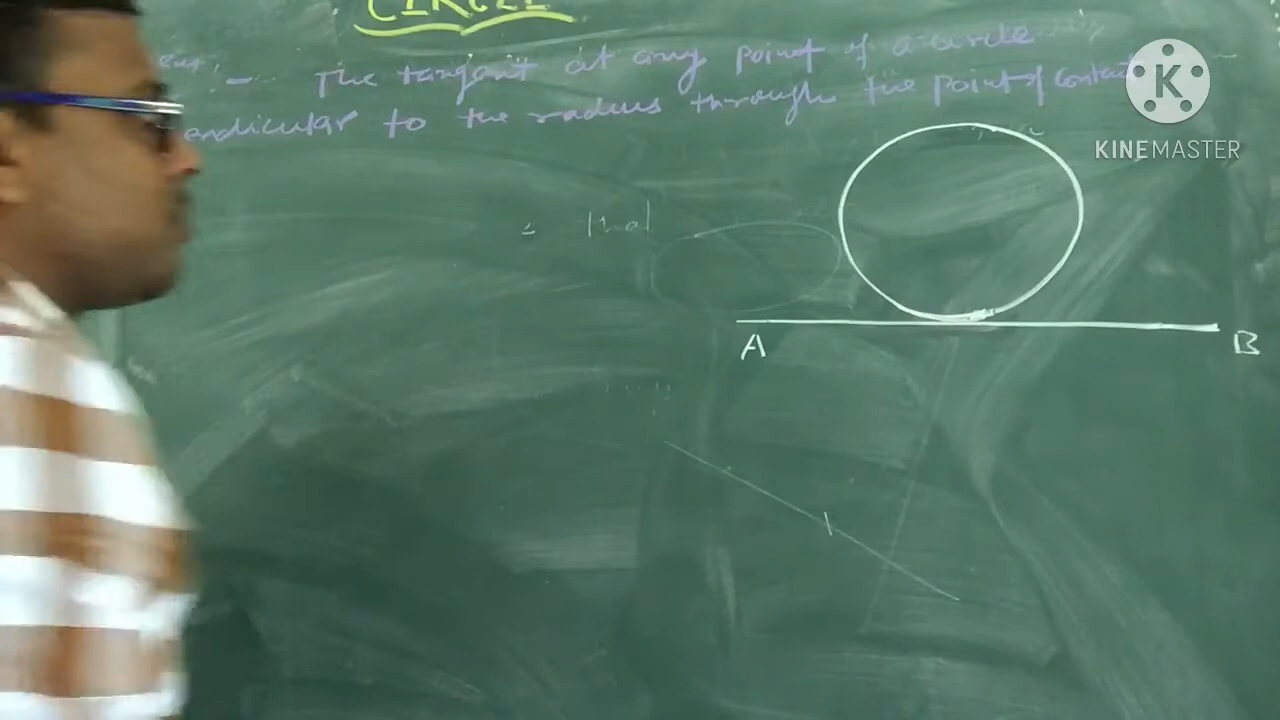 CIRCLE
:- The tangent at any point of a circle
endicular to the radius through the point of contact
K
KINEMASTER
A
B